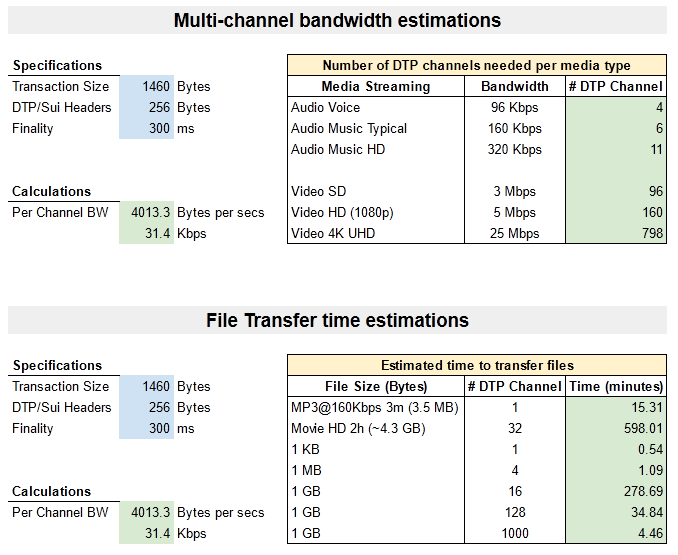 Multi-channel bandwidth estimations
Specifications
Number of DTP channels needed per media type
Transaction Size 1460 Bytes
Media Streaming Bandwidth # DTP Channel
DTP/Sui Headers 256 Bytes
Audio Voice 96 Kbps 4
Finality 300 ms
Audio Music Typical 160 Kbps 6
Audio Music HD 320 Kbps 11
Calculations
Video SD 3 Mbps 96
Per Channel BW 4013.3 Bytes per secs
Video HD (1080p) 5 Mbps 160
31.4 Kbps
Video 4K UHD 25 Mbps 798
File Transfer time estimations
Specifications
Estimated time to transfer files
Transaction Size 1460 Bytes
File Size (Bytes) # DTP Channel Time (minutes)
DTP/Sui Headers 256 Bytes
MP3@160Kbps 3m (3.5 MB) 1 15.31
Finality 300 ms
Movie HD 2h (~4.3 GB) 32 598.01
1 KB 1 0.54
1 MB 4 1.09
Calculations
1 GB 16 278.69
Per Channel BW 4013.3 Bytes per secs
1 GB 128 34.84
31.4 Kbps
1 GB 1000 4.46